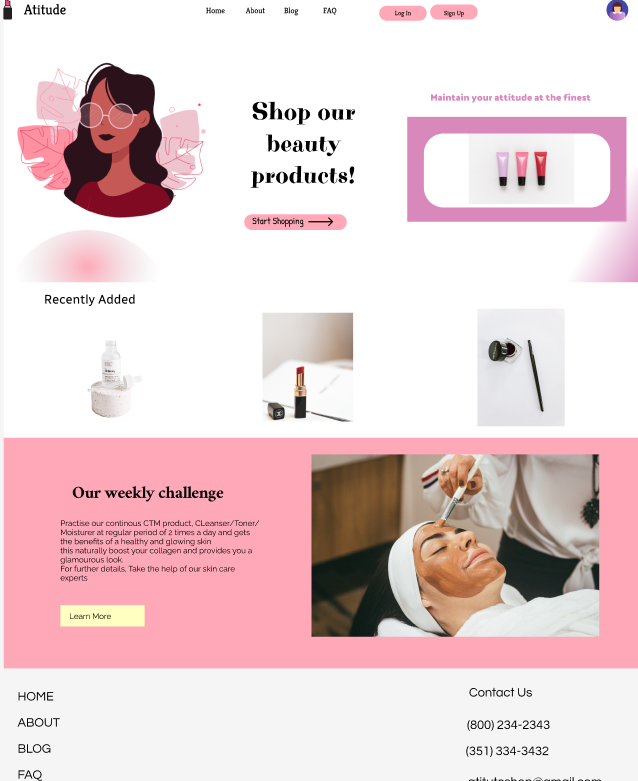 Atitude
Home About Blog FAQ Log In Sign Up
Maintain your attitude at the finest
Shop our
beauty
products!
Start Shopping
Recently Added
Our weekly challenge
Practise our continous CTM product, CLeanser/Toner/
Moisturer at regular period of 2 times a day and gets
the benefits of a healthy and glowing skin
this naturally boost your collagen and provides you a
glamourous look.
For further details, Take the help of our skin care
experts
Learn More
HOME
ABOUT
BLOG
FAQ
Contact Us
(800) 234-2343
(351) 334-3432